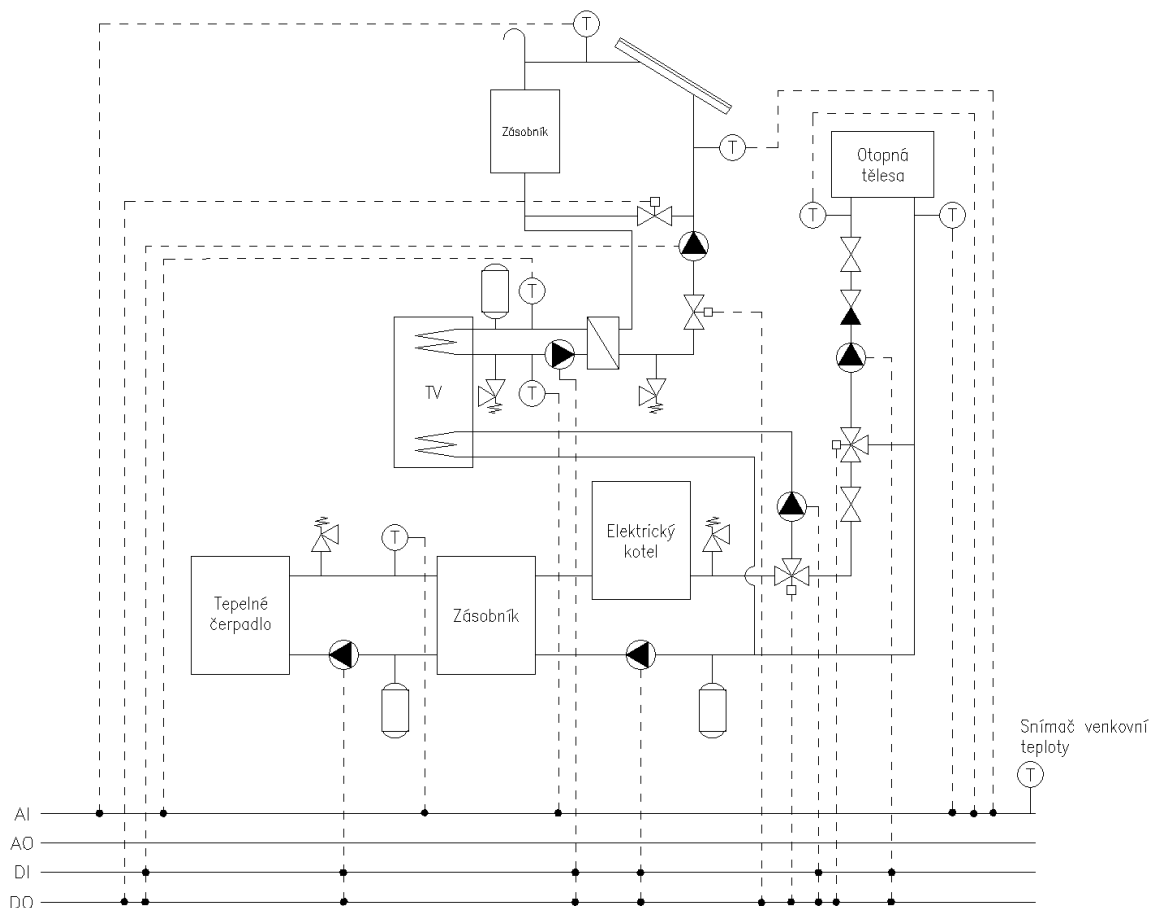 T
Zásobník
T
Otopná
tělesa
T
T
T
TV
T
Elektrický
kotel
T
Tepelné
čerpadlo
Zásobník
Snímač venkovní
teploty
T
AI
AO
DI
DO